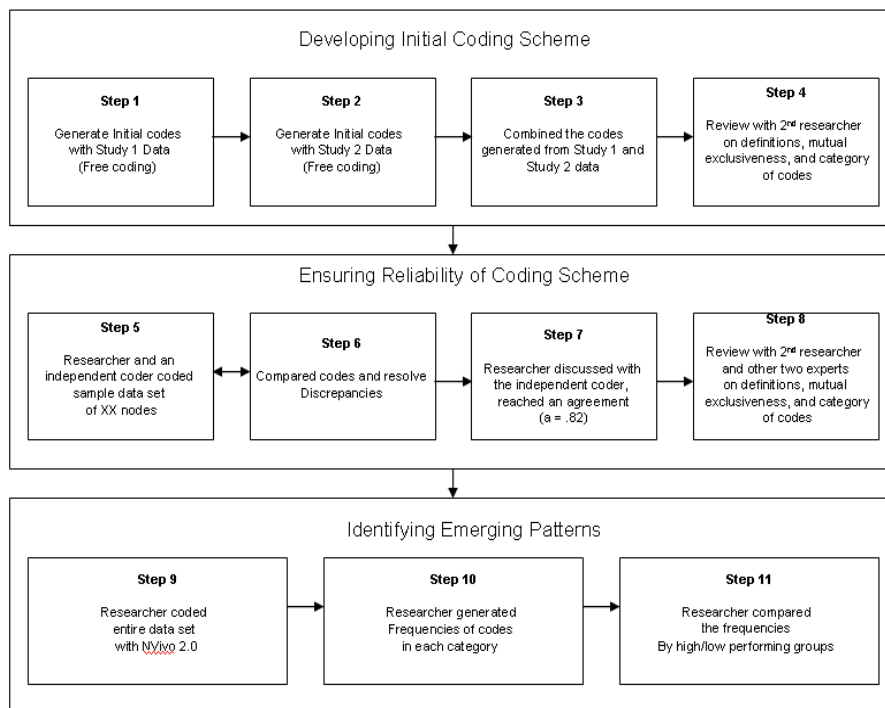 Developing Initial Coding Scheme
Step 1
Generate Initial codes
with Study 1 Data
(Free coding)
Step 2
Generate Initial codes
with Study 2 Data
(Free coding)
Step 3
Combined the codes
generated from Study 1 and
Study 2 data
Step 4
Review with 2nd researcher
on definitions, mutual
exclusiveness, and category
of codes
Ensuring Reliability of Coding Scheme
Step 5
Researcher and an
independent coder coded
sample data set
of XX nodes
Step 6
Compared codes and resolve
Discrepancies
Step 7
Researcher discussed with
the independent coder,
reached an agreement
(a = .82)
Step 8
Review with 2nd researcher
and other two experts
on definitions, mutual
exclusiveness, and category
of codes
Identifying Emerging Patterns
Step 9
Researcher coded
entire data set
with NVivo 2.0
Step 10
Researcher generated
Frequencies of codes
in each category
Step 11
Researcher compared
the frequencies
By high/low performing groups